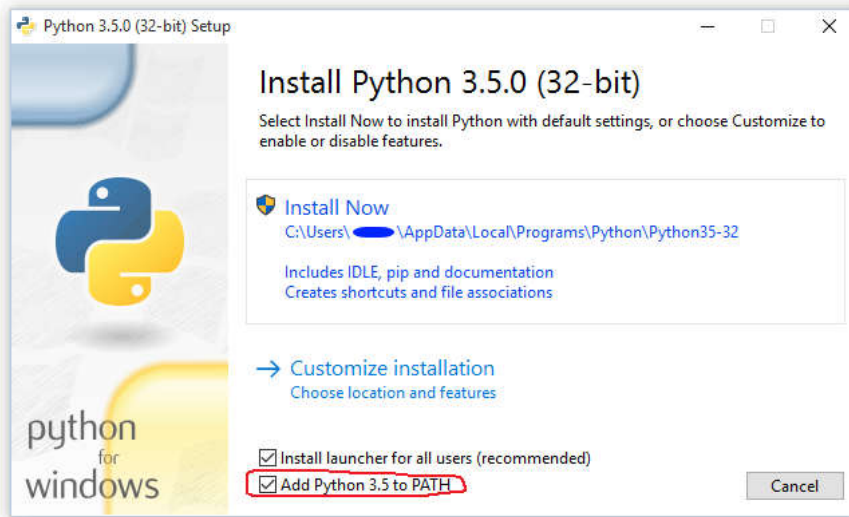 Python 3.5.0 (32-bit) Setup
Install Python 3.5.0 (32-bit)
Select Install Now to install Python with default settings, or choose Customize to
enable or disable features.
Install Now
C:\Users\ \AppData\Local\Programs\Python\Python35-32
Includes IDLE, pip and documentation
Creates shortcuts and file associations
Customize installation
Choose location and features
python
for
windows
Install launcher for all users (recommended)
Add Python 3.5 to PATH
Cancel